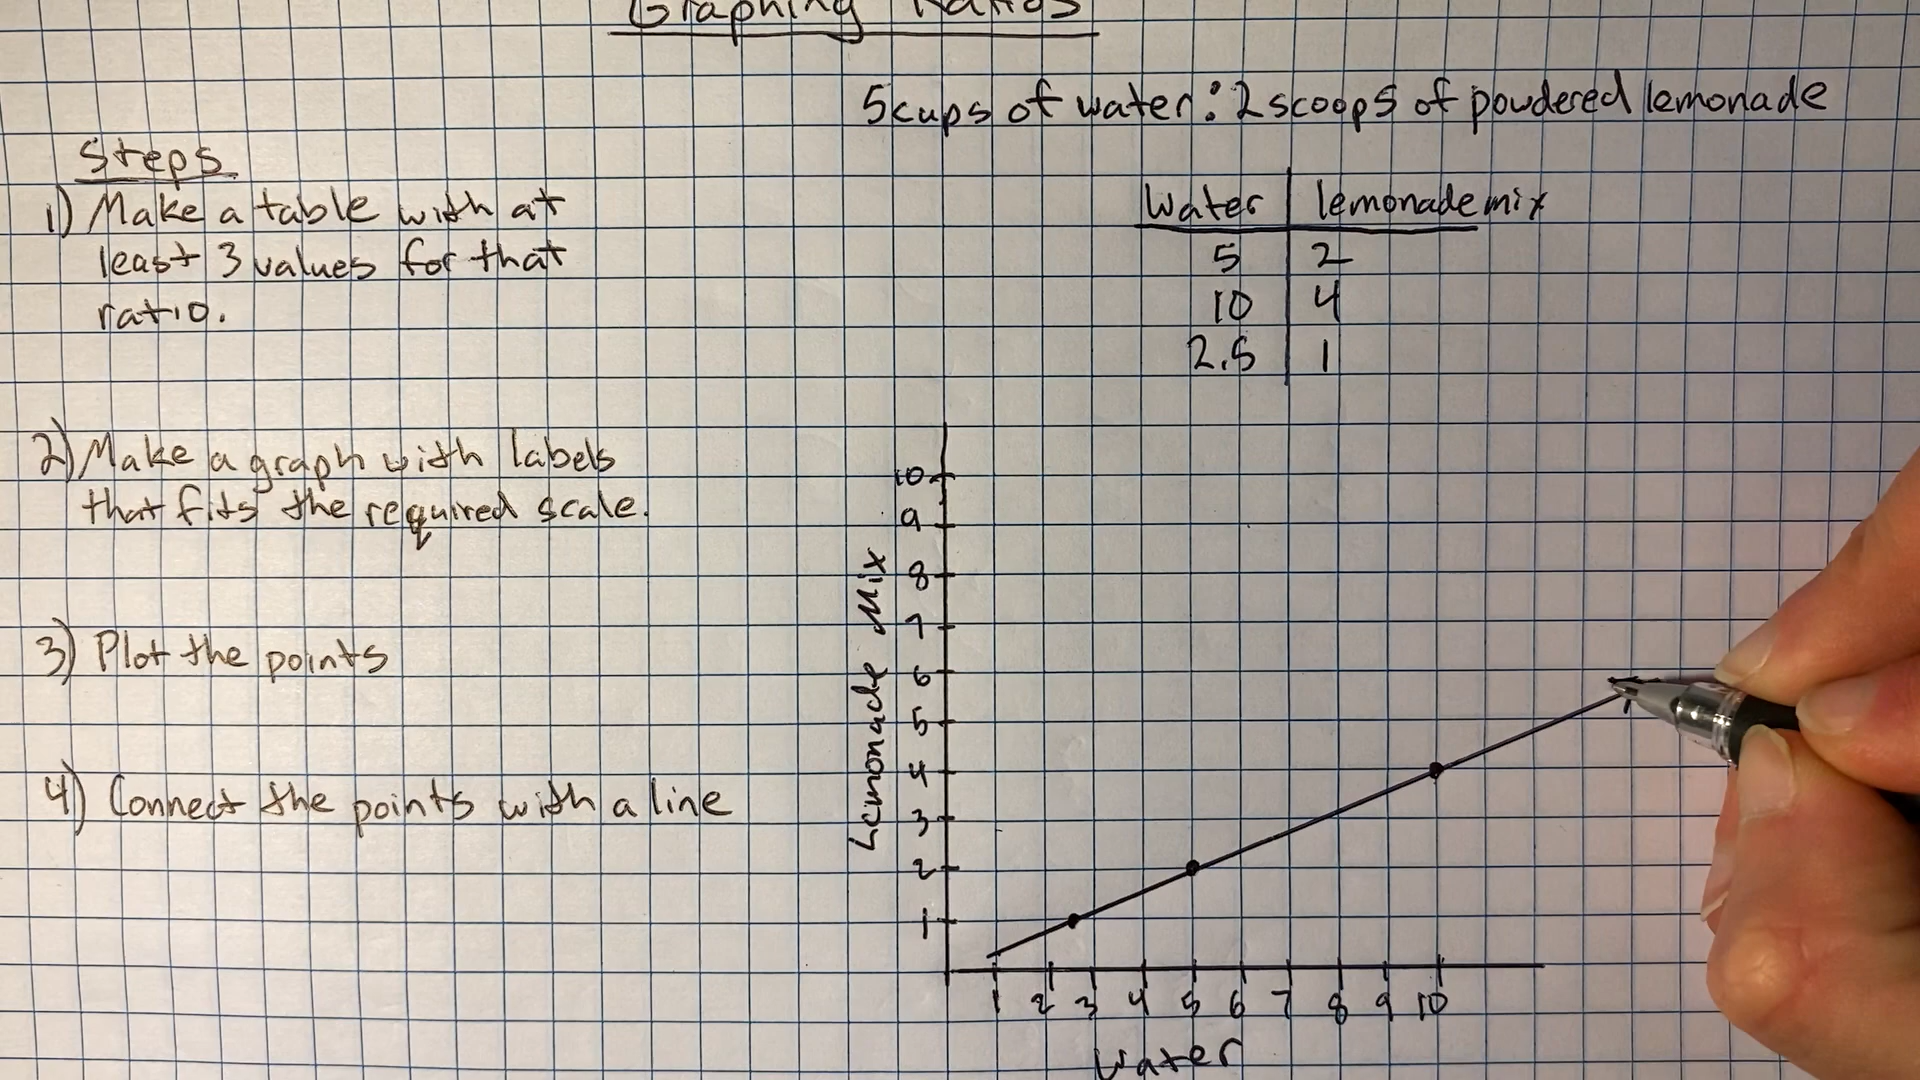 Graphing Ratios
5 cups of water : 2 scoops of powdered lemonade
Steps
1) Make a table with at
least 3 values for that
ratio.
Water lemonade mix
5 2
10 4
2.5 1
2) Make a graph with labels
that fits the required scale.
3) Plot the points
4) Connect the points with a line
Lemonade Mix
10
9
8
7
6
5
4
3
2
1
1 2 3 4 5 6 7 8 9 10
Water